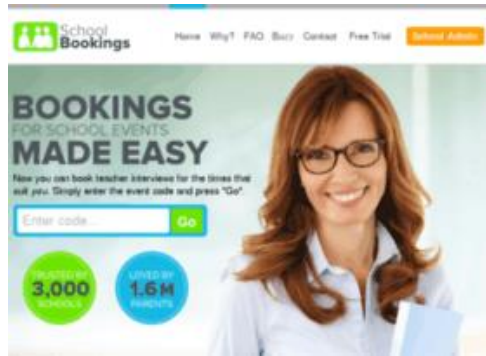 School
Bookings
Home Why? FAQ Buzz Contact Free Trial School Admin
BOOKINGS
FOR SCHOOL EVENTS
MADE EASY
Now you can book teacher interviews for the times that
suit you. Simply enter the event code and press "Go".
Enter code...
Go
TRUSTED BY
3,000
SCHOOLS
LOVED BY
1.6M
PARENTS